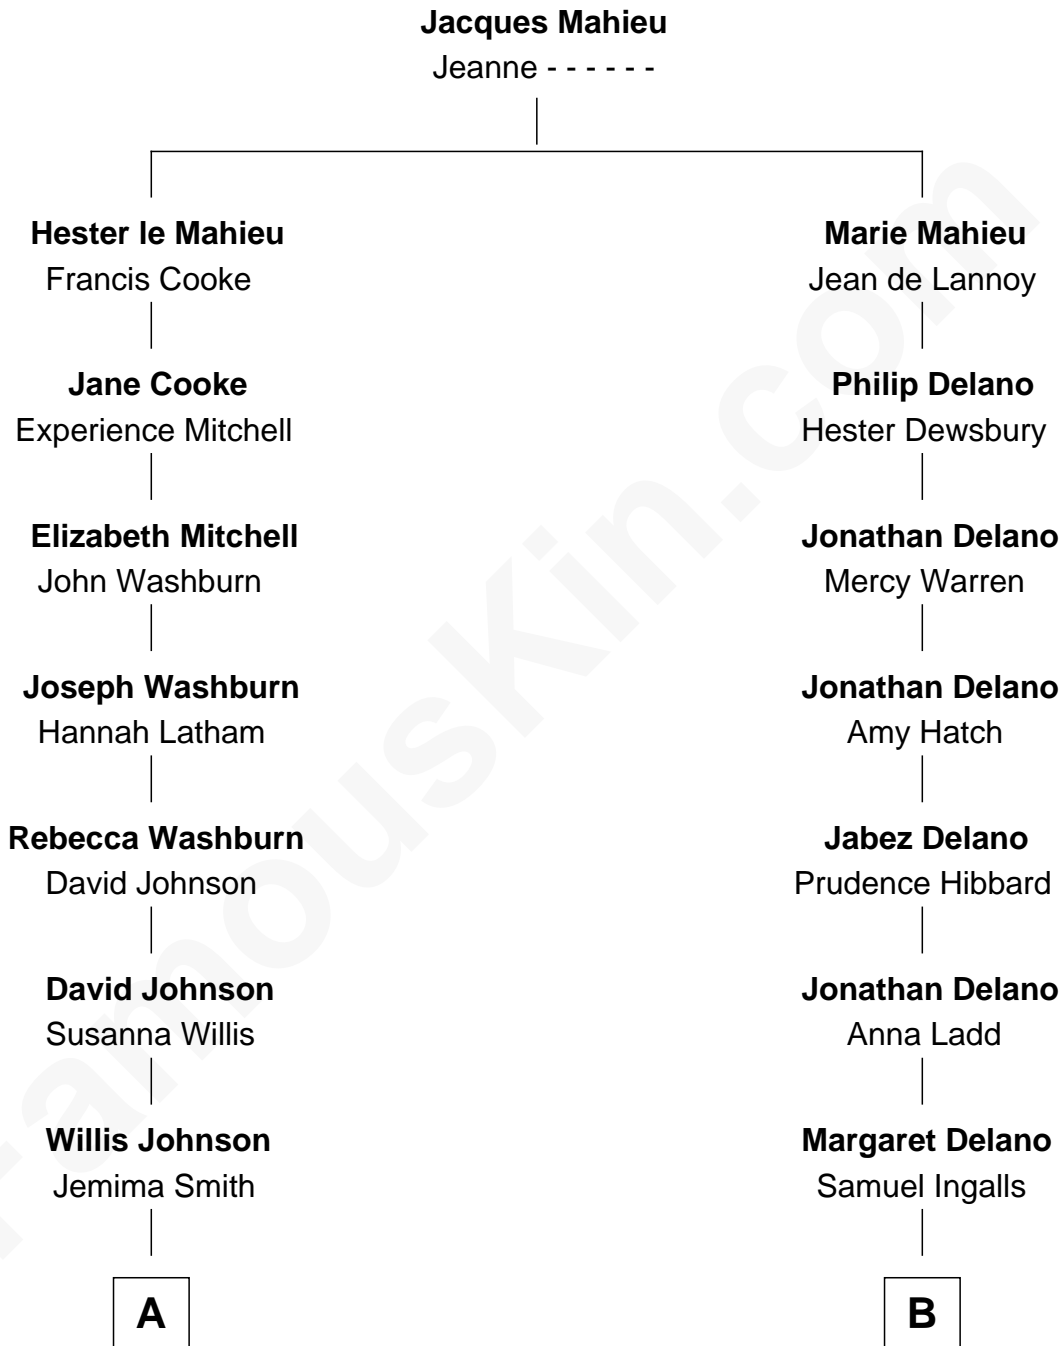 Jacques Mahieu
Jeanne - - - - - -
Hester le Mahieu
Francis Cooke
Marie Mahieu
Jean de Lannoy
Jane Cooke
Experience Mitchell
Philip Delano
Hester Dewsbury
Elizabeth Mitchell
John Washburn
Jonathan Delano
Mercy Warren
Joseph Washburn
Hannah Latham
Jonathan Delano
Amy Hatch
Rebecca Washburn
David Johnson
Jabez Delano
Prudence Hibbard
David Johnson
Susanna Willis
Jonathan Delano
Anna Ladd
Willis Johnson
Jemima Smith
Margaret Delano
Samuel Ingalls
A
B
FamousKin.com